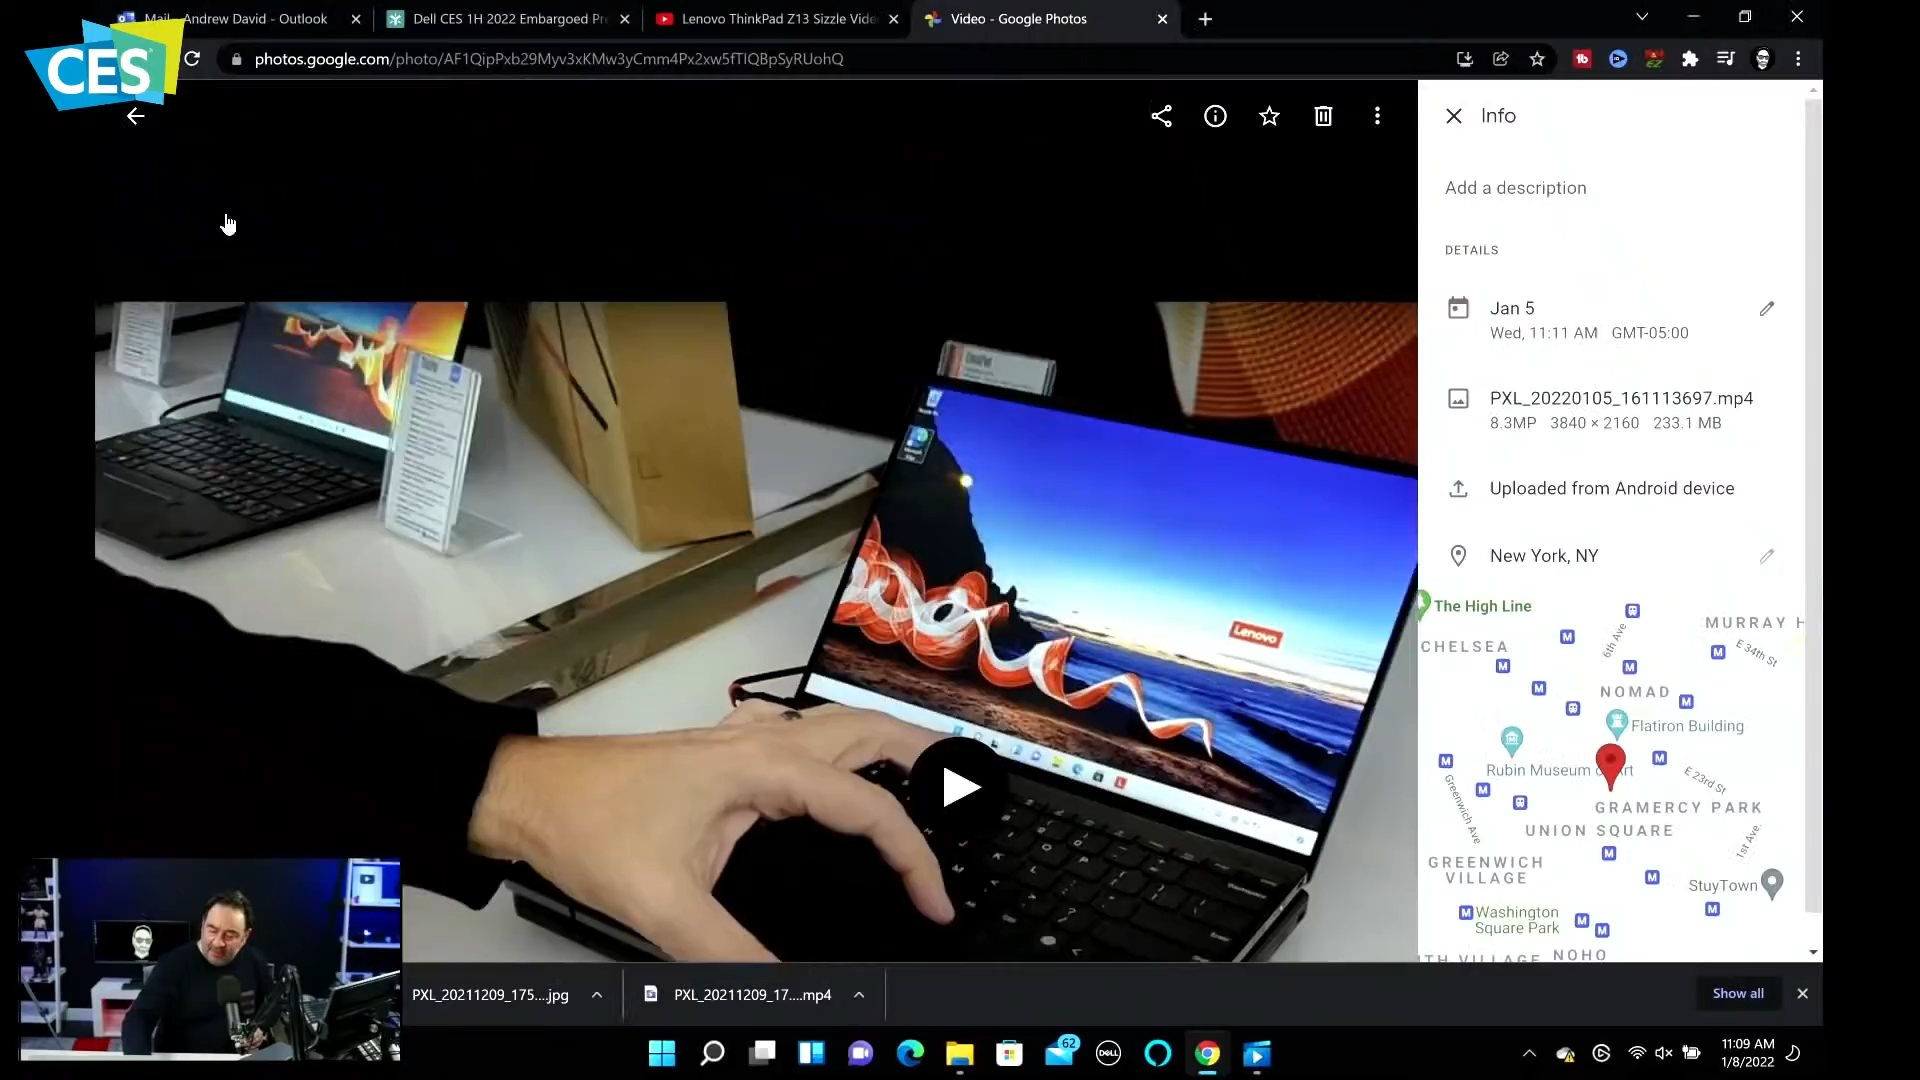 Mail - Andrew David - Outlook
Dell CES 1H 2022 Embargoed Pre
Lenovo ThinkPad Z13 Sizzle Vide
Video - Google Photos
CES
photos.google.com/photo/AF1QipPxb29Myv3xKMw3yCmm4Px2xw5fTIQBpSyRUohQ
Info
Add a description
DETAILS
Jan 5
Wed, 11:11 AM GMT-05:00
PXL_20220105_161113697.mp4
8.3MP 3840 × 2160 233.1 MB
Uploaded from Android device
New York, NY
Lenovo
The High Line
MURRAY H
CHELSEA
6th Ave
E 34th St
NOMAD
Flatiron Building
Rubin Museum of Art
E 23rd St
Greenwich Ave
GRAMERCY PARK
UNION SQUARE
1st Ave
GREENWICH
VILLAGE
StuyTown
Washington
Square Park
NOHO
PXL_20211209_175....jpg
PXL_20211209_17....mp4
Show all
62
DELL
11:09 AM
1/8/2022